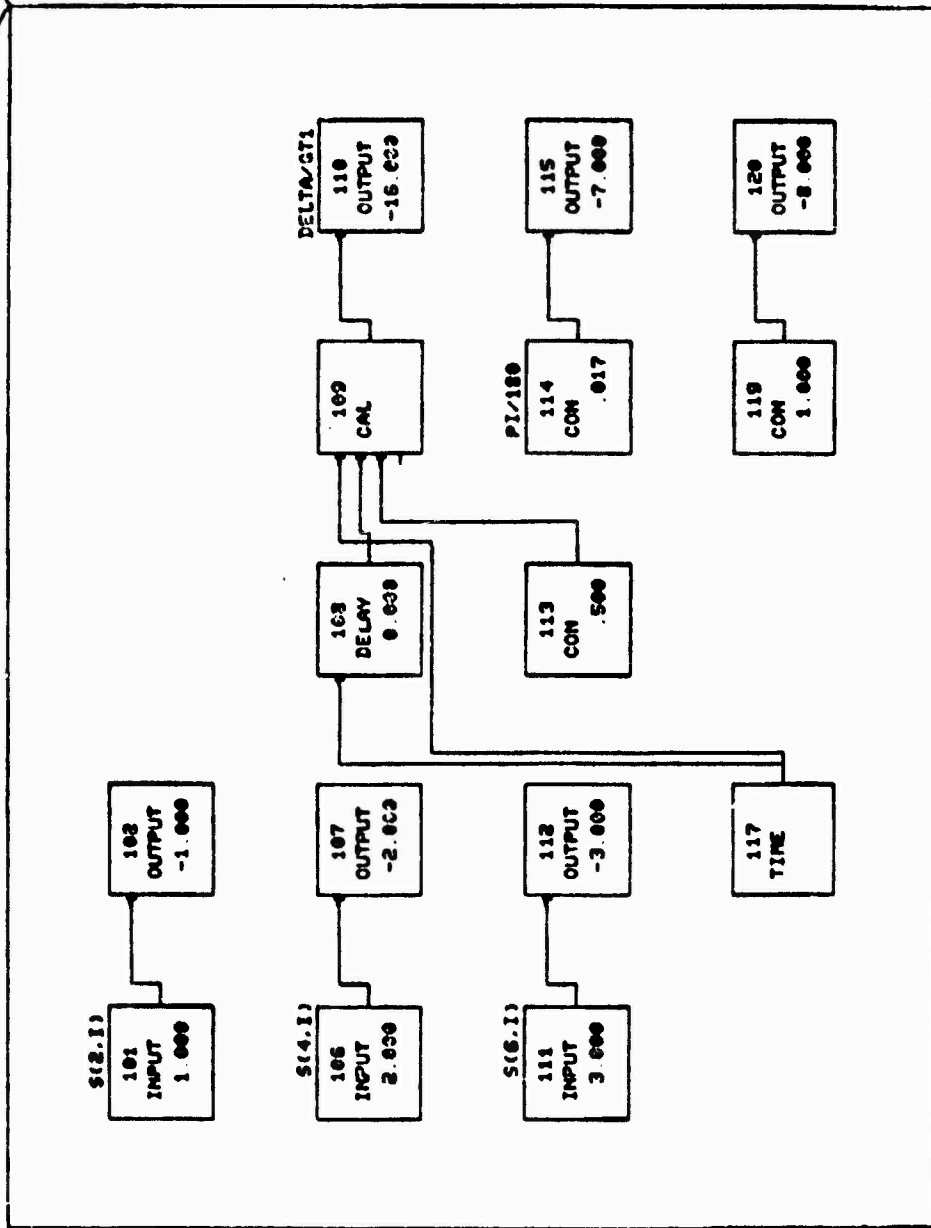 S(2,I)
101
INPUT
1.000
102
OUTPUT
-1.000
S(4,I)
106
INPUT
2.000
107
OUTPUT
-2.000
108
DELAY
0.000
109
CAL
DELTA/GT1
110
OUTPUT
-16.000
S(6,I)
111
INPUT
3.000
112
OUTPUT
-3.000
113
CON
.500
PI/180
114
CON
.017
115
OUTPUT
-7.000
117
TIME
119
CON
1.000
120
OUTPUT
-8.000